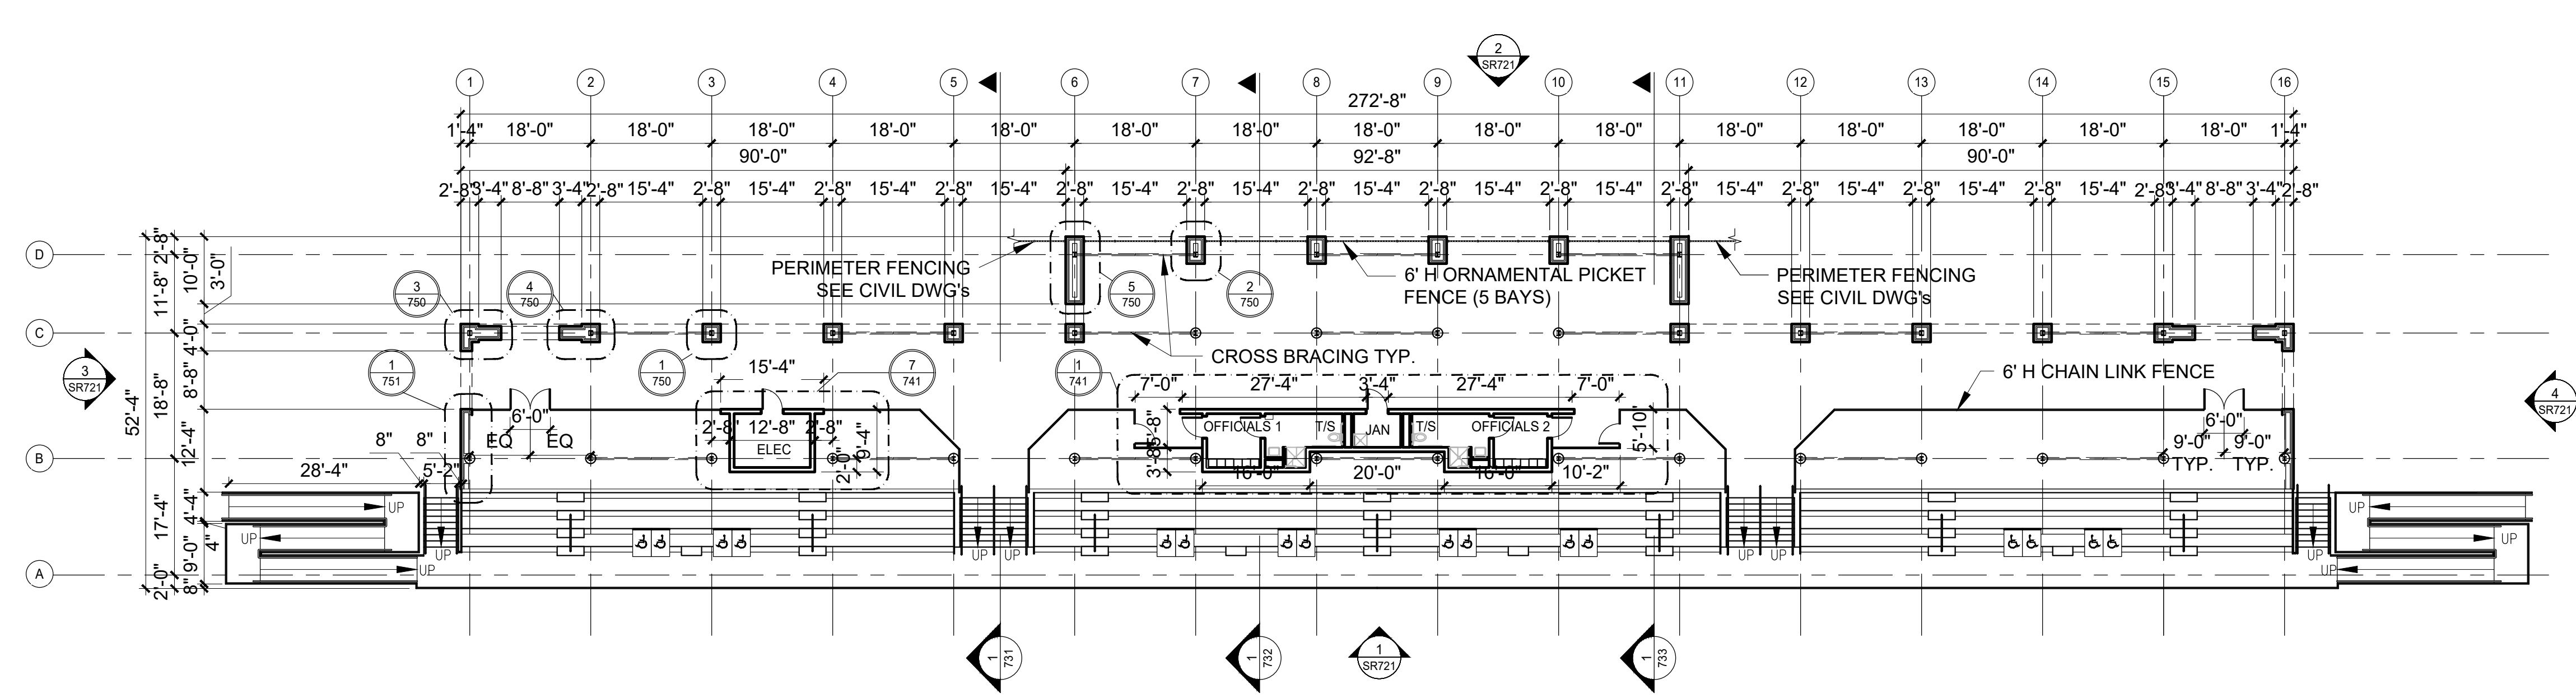 2
SR721
1 2 3 4 5 6 7 8 9 10 11 12 13 14 15 16
272'-8"
1'-4" 18'-0" 18'-0" 18'-0" 18'-0" 18'-0" 18'-0" 18'-0" 18'-0" 18'-0" 18'-0" 18'-0" 18'-0" 18'-0" 18'-0" 18'-0" 1'-4"
90'-0" 92'-8" 90'-0"
2'-8" 3'-4" 8'-8" 3'-4" 2'-8" 15'-4" 2'-8" 15'-4" 2'-8" 15'-4" 2'-8" 15'-4" 2'-8" 15'-4" 2'-8" 15'-4" 2'-8" 15'-4" 2'-8" 15'-4" 2'-8" 15'-4" 2'-8" 15'-4" 2'-8" 15'-4" 2'-8" 15'-4" 2'-8" 15'-4" 2'-8" 3'-4" 8'-8" 3'-4" 2'-8"
D
C
B
A
52'-4"
2'-8"
11'-8"
18'-8"
17'-4"
2'-0"
10'-0"
3'-0"
4'-0"
8'-8"
12'-4"
4'-4"
9'-0"
4"
8"
PERIMETER FENCING
SEE CIVIL DWG's
6' H ORNAMENTAL PICKET
FENCE (5 BAYS)
PERIMETER FENCING
SEE CIVIL DWG's
3
750
4
750
5
750
2
750
CROSS BRACING TYP.
3
SR721
1
751
1
750
15'-4"
7
741
1
741
6' H CHAIN LINK FENCE
4
SR721
7'-0" 27'-4" 3'-4" 27'-4" 7'-0"
6'-0"
EQ EQ
2'-8" 12'-8" 2'-8"
ELEC
9'-4"
2'-0"
5'-8"
3'-8"
OFFICIALS 1
T/S
JAN
T/S
OFFICIALS 2
5'-10"
16'-0" 20'-0" 16'-0" 10'-2"
6'-0"
9'-0" 9'-0"
TYP. TYP.
8" 8"
28'-4" 5'-2"
UP
UP
UP
UP
UP UP
UP UP
UP
UP
UP
UP
1
731
1
732
1
SR721
1
733